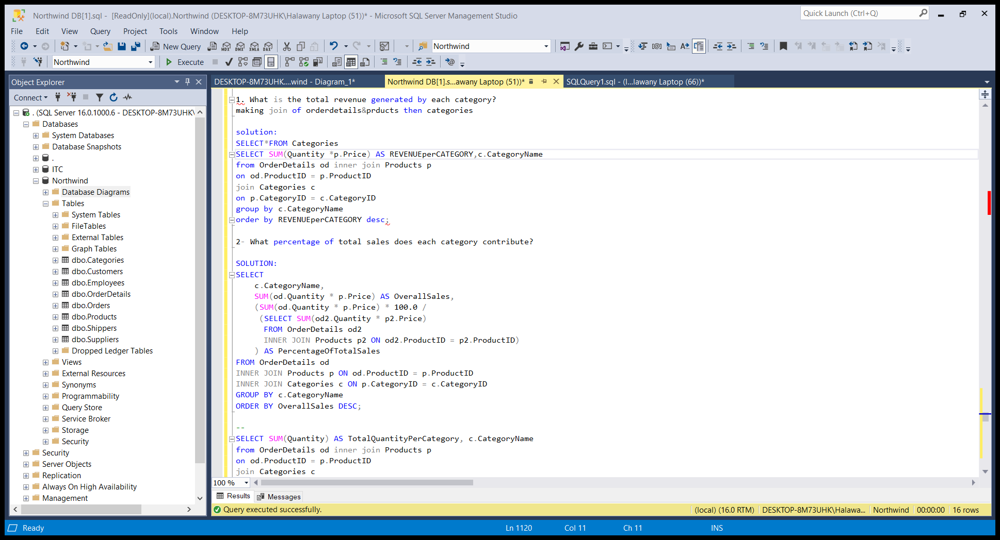 Northwind DB[1].sql - [ReadOnly](local).Northwind (DESKTOP-8M73UHK\Halawany Laptop (51))* - Microsoft SQL Server Management Studio
Quick Launch (Ctrl+Q)
File Edit View Query Project Tools Window Help
New Query MDX DMX XMLA DAX Northwind
Northwind Execute
Object Explorer
Connect
. (SQL Server 16.0.1000.6 - DESKTOP-8M73UHK\
Databases
System Databases
Database Snapshots
.
ITC
Northwind
Database Diagrams
Tables
System Tables
FileTables
External Tables
Graph Tables
dbo.Categories
dbo.Customers
dbo.Employees
dbo.OrderDetails
dbo.Orders
dbo.Products
dbo.Shippers
dbo.Suppliers
Dropped Ledger Tables
Views
External Resources
Synonyms
Programmability
Query Store
Service Broker
Storage
Security
Security
Server Objects
Replication
Always On High Availability
Management
DESKTOP-8M73UHK....wind - Diagram_1* Northwind DB[1].s...awany Laptop (51))* SQLQuery1.sql - (l...lawany Laptop (66))*
1. What is the total revenue generated by each category?
making join of orderdetails&prducts then categories
solution:
SELECT*FROM Categories
SELECT SUM(Quantity *p.Price) AS REVENUEperCATEGORY,c.CategoryName
from OrderDetails od inner join Products p
on od.ProductID = p.ProductID
join Categories c
on p.CategoryID = c.CategoryID
group by c.CategoryName
order by REVENUEperCATEGORY desc;
2- What percentage of total sales does each category contribute?
SOLUTION:
SELECT
c.CategoryName,
SUM(od.Quantity * p.Price) AS OverallSales,
(SUM(od.Quantity * p.Price) * 100.0 /
(SELECT SUM(od2.Quantity * p2.Price)
FROM OrderDetails od2
INNER JOIN Products p2 ON od2.ProductID = p2.ProductID)
) AS PercentageOfTotalSales
FROM OrderDetails od
INNER JOIN Products p ON od.ProductID = p.ProductID
INNER JOIN Categories c ON p.CategoryID = c.CategoryID
GROUP BY c.CategoryName
ORDER BY OverallSales DESC;
--
SELECT SUM(Quantity) AS TotalQuantityPerCategory, c.CategoryName
from OrderDetails od inner join Products p
on od.ProductID = p.ProductID
join Categories c
100 %
Results Messages
Query executed successfully. (local) (16.0 RTM) DESKTOP-8M73UHK\Halawa... Northwind 00:00:00 16 rows
Ready Ln 1120 Col 11 Ch 11 INS